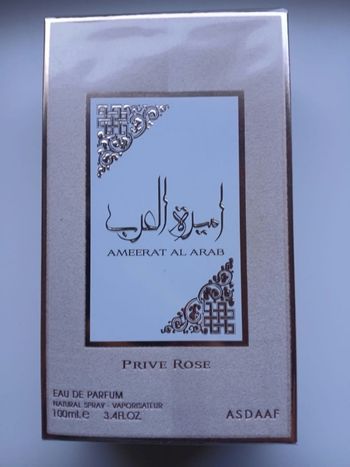 اميرة العرب
AMEERAT AL ARAB
PRIVE ROSE
EAU DE PARFUM
NATURAL SPRAY - VAPORISATEUR
100ml.e 3.4FL.OZ
ASDAAF